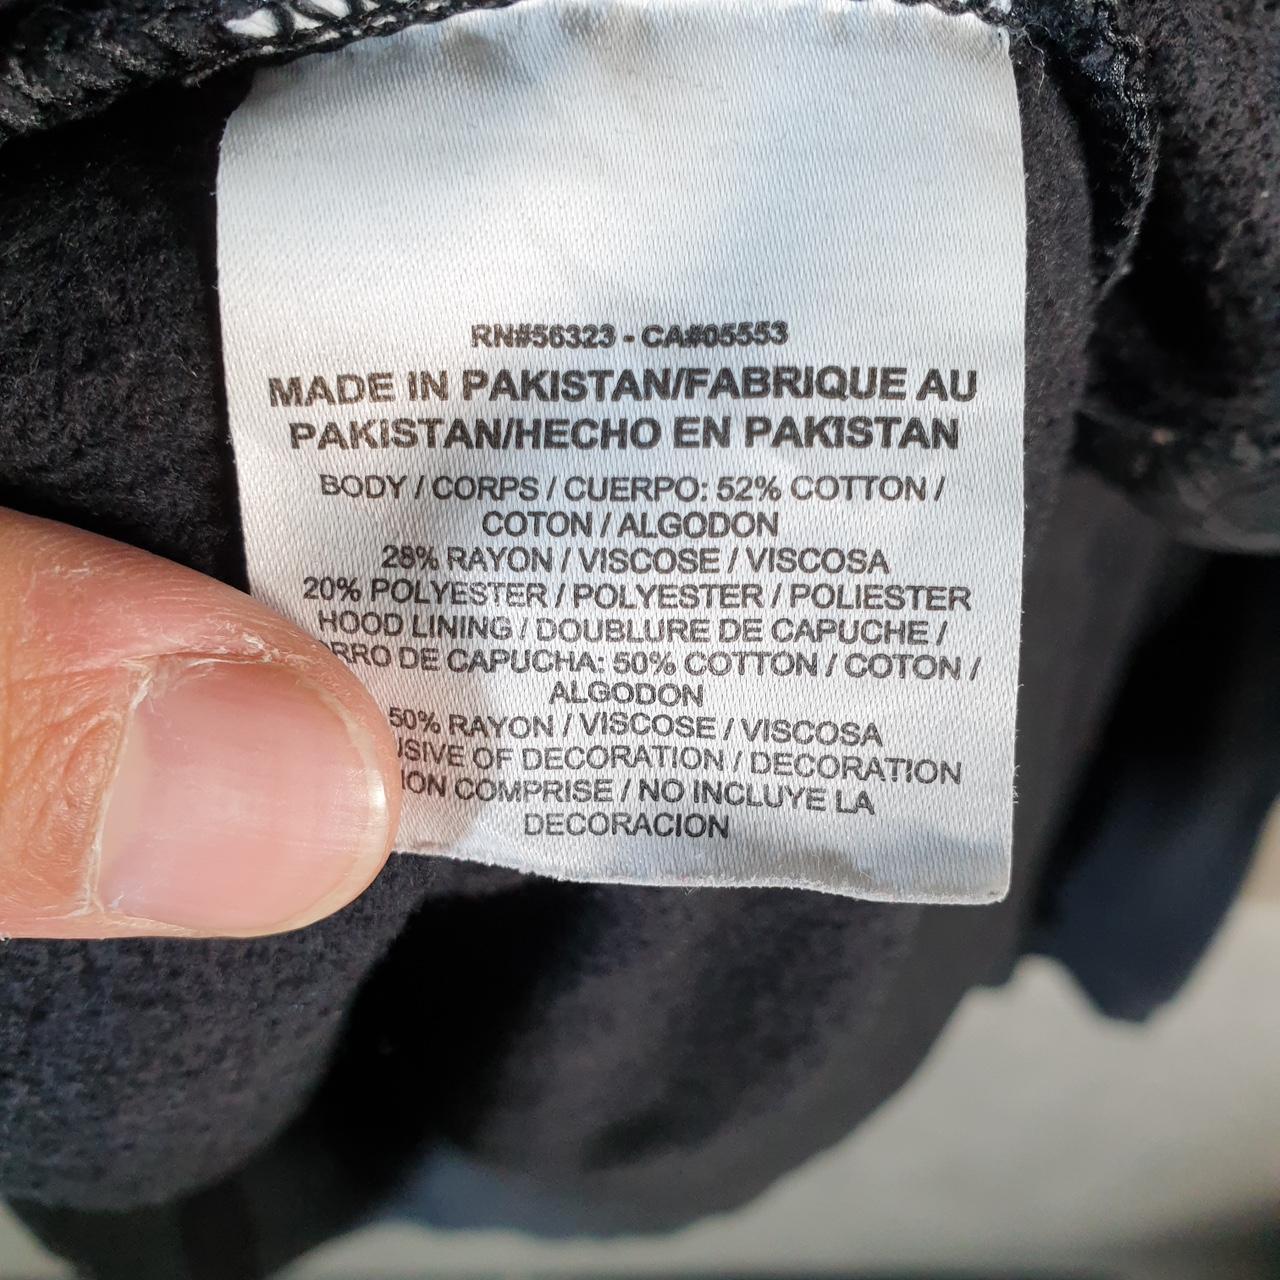 RN#56323 - CA#05553
MADE IN PAKISTAN/FABRIQUE AU
PAKISTAN/HECHO EN PAKISTAN
BODY / CORPS / CUERPO: 52% COTTON /
COTON / ALGODON
28% RAYON / VISCOSE / VISCOSA
20% POLYESTER / POLYESTER / POLIESTER
HOOD LINING / DOUBLURE DE CAPUCHE /
RRO DE CAPUCHA: 50% COTTON / COTON /
ALGODON
50% RAYON / VISCOSE / VISCOSA
USIVE OF DECORATION / DECORATION
ION COMPRISE / NO INCLUYE LA
DECORACION